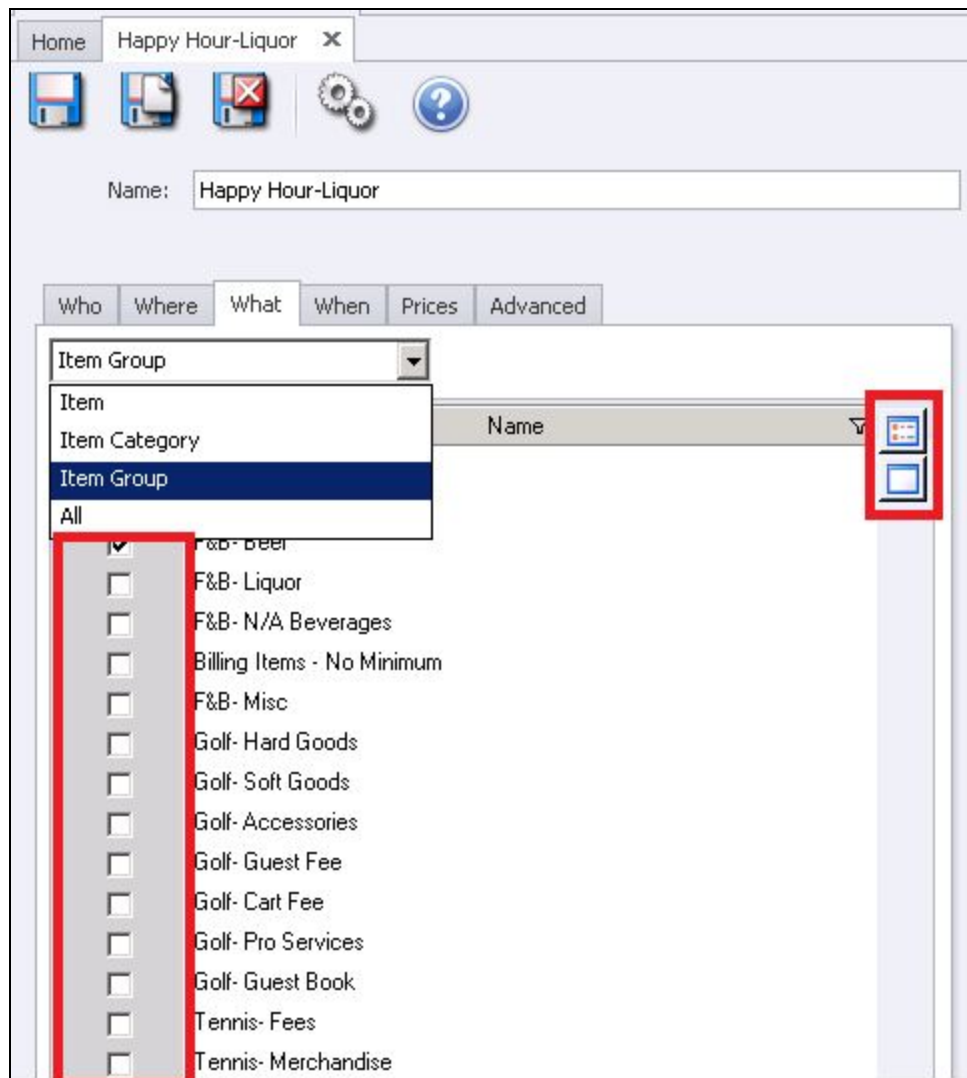 Home Happy Hour-Liquor
Name: Happy Hour-Liquor
Who Where What When Prices Advanced
Item Group
Item
Item Category
Item Group
All
Name
F&B- Beer
F&B- Liquor
F&B- N/A Beverages
Billing Items - No Minimum
F&B- Misc
Golf- Hard Goods
Golf- Soft Goods
Golf- Accessories
Golf- Guest Fee
Golf- Cart Fee
Golf- Pro Services
Golf- Guest Book
Tennis- Fees
Tennis- Merchandise